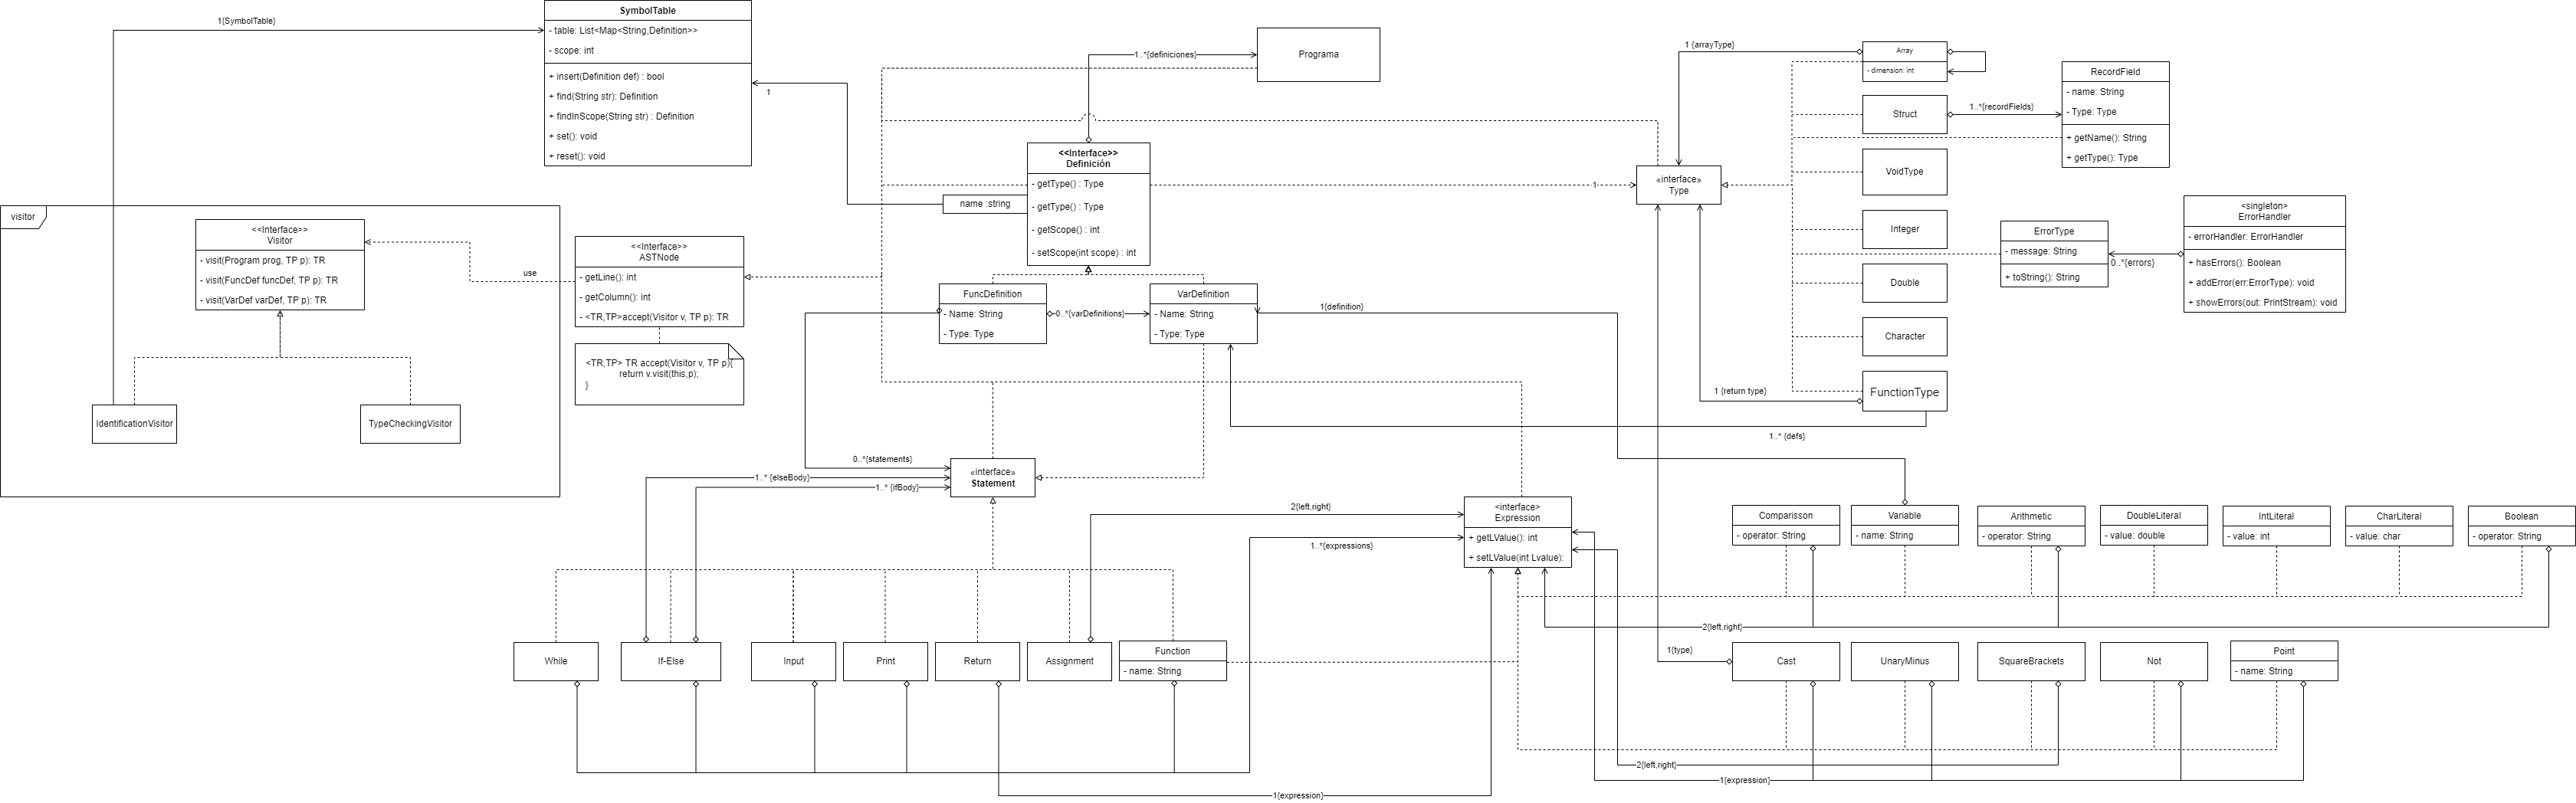 SymbolTable
- table: List<Map<String,Definition>>
- scope: int
+ insert(Definition def) : bool
+ find(String str): Definition
+ findInScope(String str) : Definition
+ set(): void
+ reset(): void
1{SymbolTable}
1
1..*{definiciones}
Programa
<<Interface>>
Definición
- getType() : Type
- getType() : Type
- getScope() : int
- setScope(int scope) : int
name :string
1
«interface»
Type
1 {arrayType}
Array
- dimension: int
Struct
1..*{recordFields}
RecordField
- name: String
- Type: Type
+ getName(): String
+ getType(): Type
VoidType
Integer
Double
Character
FunctionType
1 {return type}
1..* {defs}
ErrorType
- message: String
+ toString(): String
0..*{errors}
<singleton>
ErrorHandler
- errorHandler: ErrorHandler
+ hasErrors(): Boolean
+ addError(err:ErrorType): void
+ showErrors(out: PrintStream): void
visitor
<<Interface>>
Visitor
- visit(Program prog, TP p): TR
- visit(FuncDef funcDef, TP p): TR
- visit(VarDef varDef, TP p): TR
IdentificationVisitor
TypeCheckingVisitor
use
<<Interface>>
ASTNode
- getLine(): int
- getColumn(): int
- <TR,TP>accept(Visitor v, TP p): TR
<TR,TP> TR accept(Visitor v, TP p){
return v.visit(this,p);
}
FuncDefinition
- Name: String
- Type: Type
0..*{varDefinitions}
VarDefinition
- Name: String
- Type: Type
1{definition}
0..*{statements}
1..* {elseBody}
1..* {ifBody}
«interface»
Statement
2{left,right}
1..*{expressions}
<interface>
Expression
+ getLValue(): int
+ setLValue(int Lvalue):
Comparisson
- operator: String
Variable
- name: String
Arithmetic
- operator: String
DoubleLiteral
- value: double
IntLiteral
- value: int
CharLiteral
- value: char
Boolean
- operator: String
2{left,right}
While
If-Else
Input
Print
Return
Assignment
Function
- name: String
1{type}
Cast
UnaryMinus
SquareBrackets
Not
Point
- name: String
2{left,right}
1{expression}
1{expression}